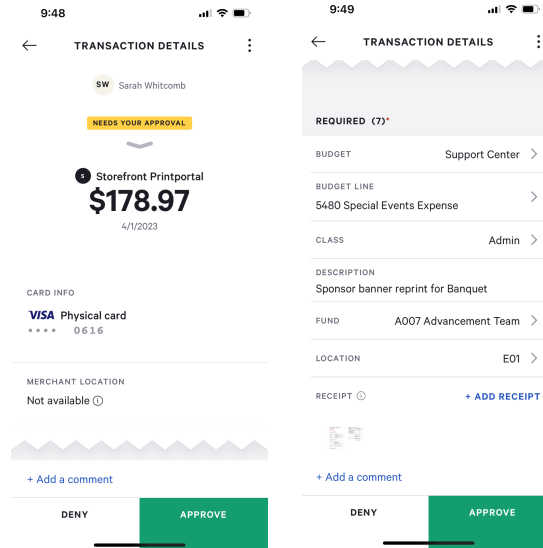 9:48
TRANSACTION DETAILS
SW Sarah Whitcomb
NEEDS YOUR APPROVAL
S Storefront Printportal
$178.97
4/1/2023
CARD INFO
VISA Physical card
•••• 0616
MERCHANT LOCATION
Not available
+ Add a comment
DENY APPROVE
9:49
TRANSACTION DETAILS
REQUIRED (7)*
BUDGET Support Center
BUDGET LINE
5480 Special Events Expense
CLASS Admin
DESCRIPTION
Sponsor banner reprint for Banquet
FUND A007 Advancement Team
LOCATION E01
RECEIPT + ADD RECEIPT
+ Add a comment
DENY APPROVE